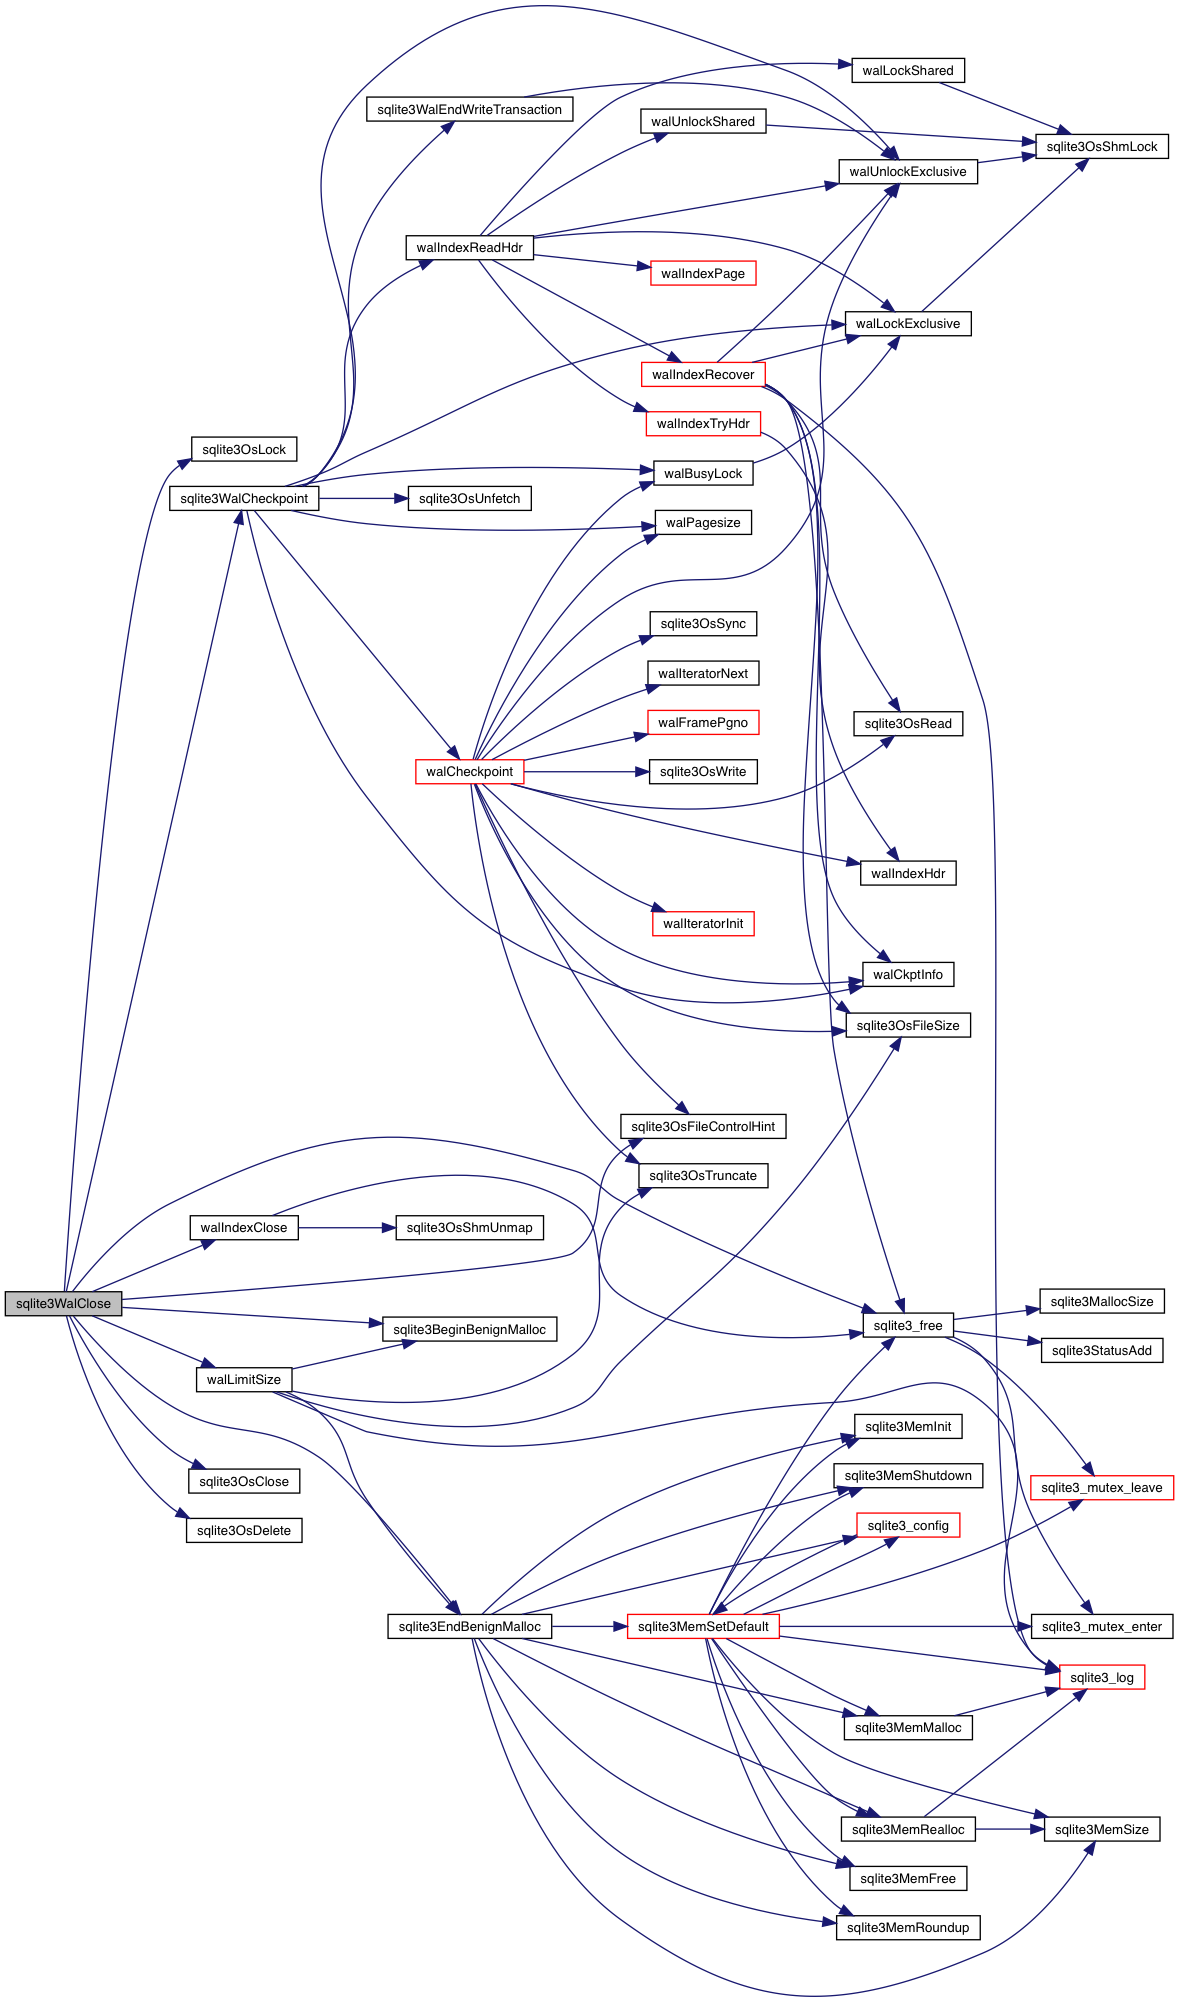 walLockShared
sqlite3WalEndWriteTransaction
walUnlockShared
sqlite3OsShmLock
walUnlockExclusive
walIndexReadHdr
walIndexPage
walLockExclusive
walIndexRecover
walIndexTryHdr
sqlite3OsLock
walBusyLock
sqlite3WalCheckpoint
sqlite3OsUnfetch
walPagesize
sqlite3OsSync
walIteratorNext
walFramePgno
sqlite3OsRead
walCheckpoint
sqlite3OsWrite
walIndexHdr
walIteratorInit
walCkptInfo
sqlite3OsFileSize
sqlite3OsFileControlHint
sqlite3OsTruncate
walIndexClose
sqlite3OsShmUnmap
sqlite3WalClose
sqlite3MallocSize
sqlite3BeginBenignMalloc
sqlite3_free
sqlite3StatusAdd
walLimitSize
sqlite3MemInit
sqlite3OsClose
sqlite3MemShutdown
sqlite3_mutex_leave
sqlite3OsDelete
sqlite3_config
sqlite3EndBenignMalloc
sqlite3MemSetDefault
sqlite3_mutex_enter
sqlite3_log
sqlite3MemMalloc
sqlite3MemRealloc
sqlite3MemSize
sqlite3MemFree
sqlite3MemRoundup